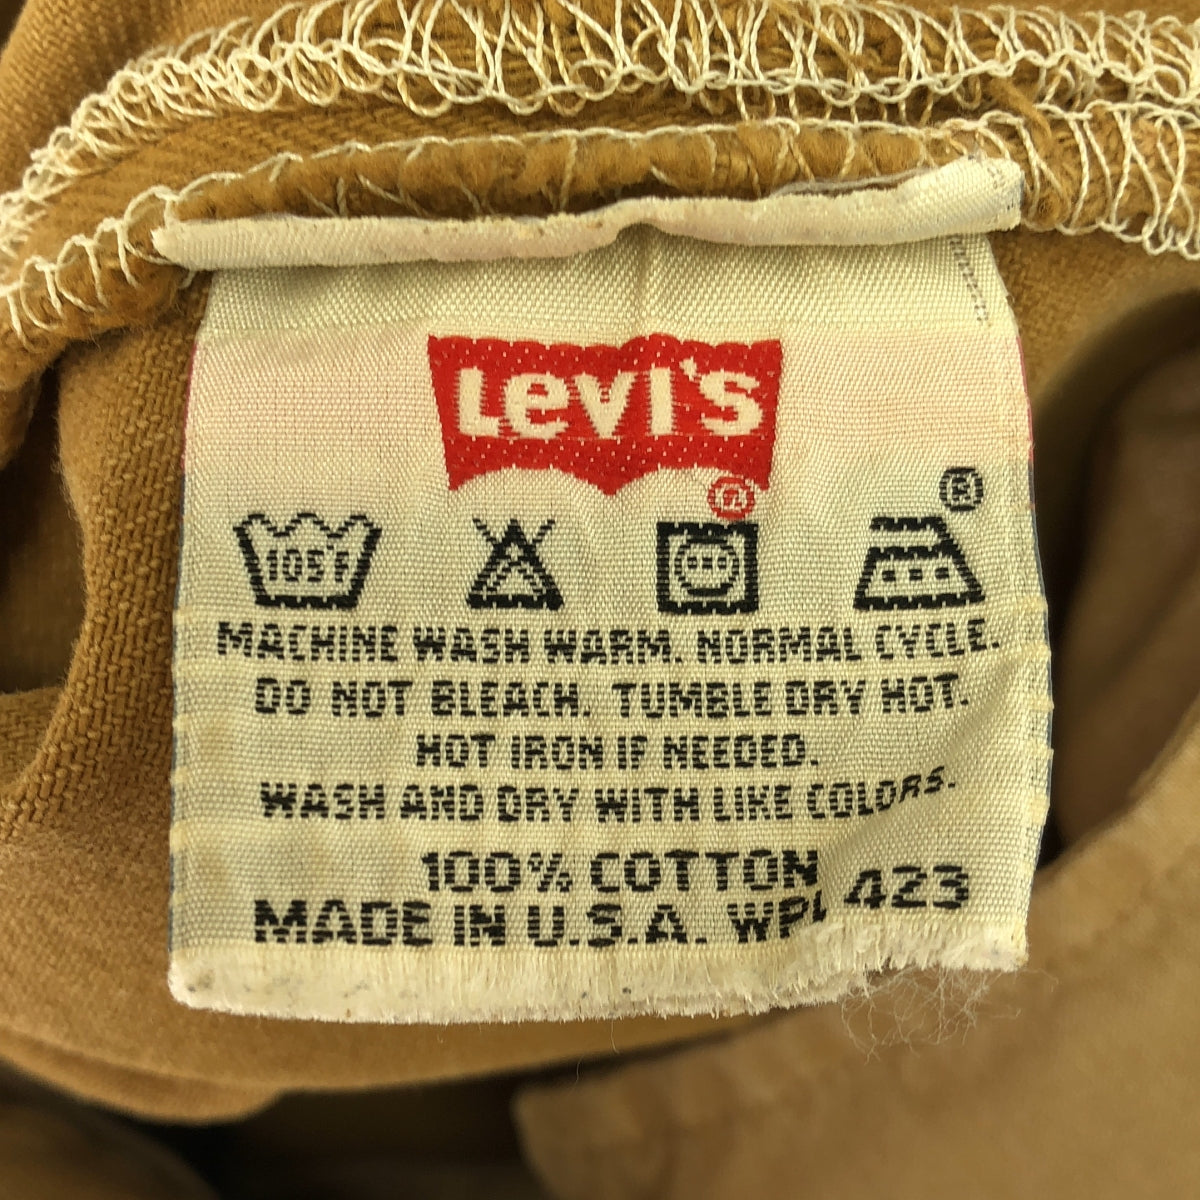 Levi's
®
®
105°F
MACHINE WASH WARM. NORMAL CYCLE.
DO NOT BLEACH. TUMBLE DRY HOT.
HOT IRON IF NEEDED.
WASH AND DRY WITH LIKE COLORS.
100% COTTON
MADE IN U.S.A. WPL 423